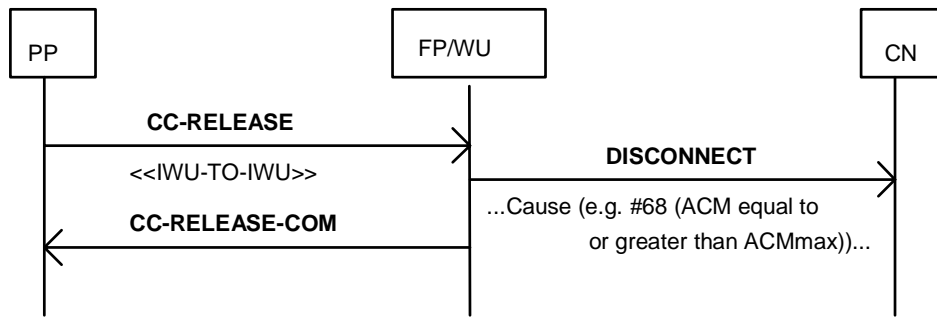 PP
FP/WU
CN
CC-RELEASE
<<IWU-TO-IWU>>
DISCONNECT
...Cause (e.g. #68 (ACM equal to
or greater than ACMmax))...
CC-RELEASE-COM